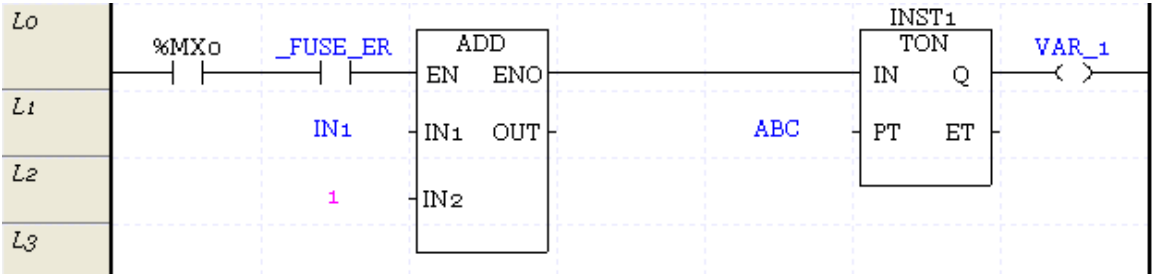 L0
INST1
%MX0 _FUSE_ER ADD TON VAR_1
EN ENO IN Q
L1
IN1 IN1 OUT ABC PT ET
L2
1 IN2
L3